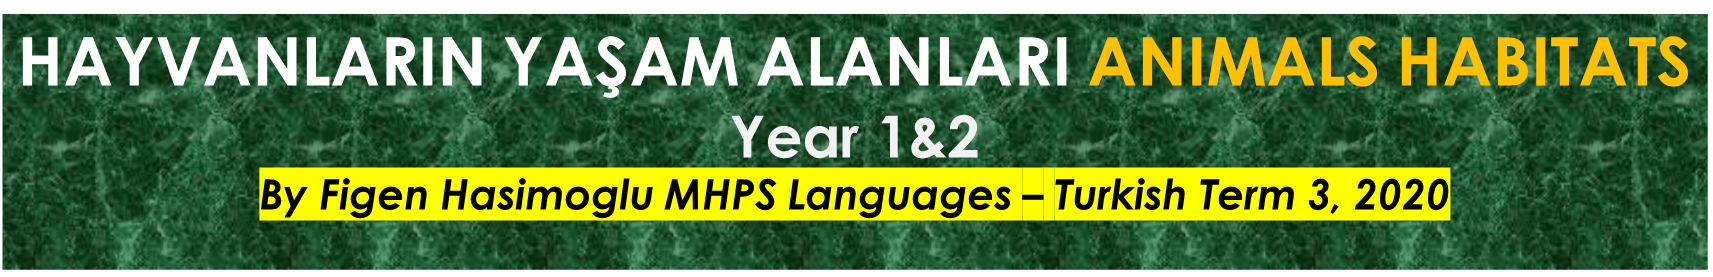 HAYVANLARIN YAŞAM ALANLARI ANIMALS HABITATS
Year 1&2
By Figen Hasimoglu MHPS Languages – Turkish Term 3, 2020